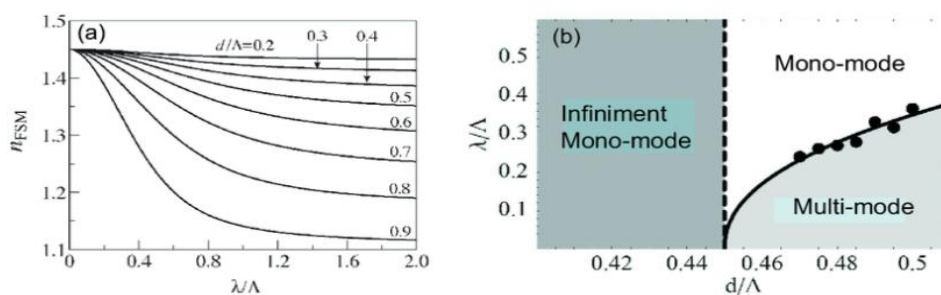 (a)
1.5
1.4
1.3
1.2
1.1
n_FSM
d/Λ=0.2
0.3
0.4
0.5
0.6
0.7
0.8
0.9
0 0.4 0.8 1.2 1.6 2.0
λ/Λ
(b)
0.5
0.4
0.3
0.2
0.1
λ/Λ
Mono-mode
Infiniment
Mono-mode
Multi-mode
0.42 0.44 0.46 0.48 0.5
d/Λ